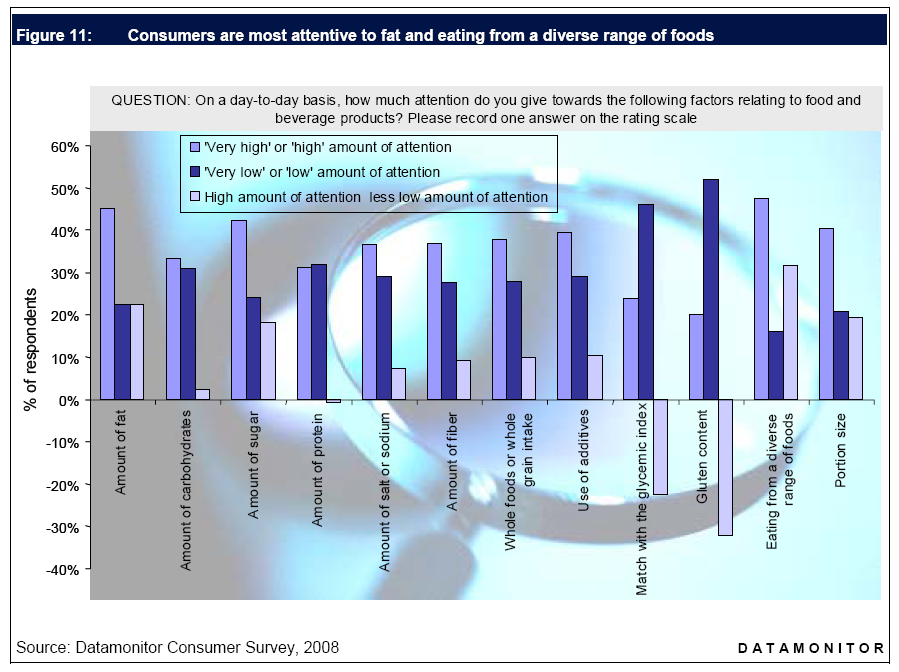 Figure 11: Consumers are most attentive to fat and eating from a diverse range of foods
QUESTION: On a day-to-day basis, how much attention do you give towards the following factors relating to food and
beverage products? Please record one answer on the rating scale
'Very high' or 'high' amount of attention
'Very low' or 'low' amount of attention
High amount of attention less low amount of attention
% of respondents
60%
50%
40%
30%
20%
10%
0%
-10%
-20%
-30%
-40%
Amount of fat
Amount of carbohydrates
Amount of sugar
Amount of protein
Amount of salt or sodium
Amount of fiber
Whole foods or whole
grain intake
Use of additives
Match with the glycemic index
Gluten content
Eating from a diverse
range of foods
Portion size
Source: Datamonitor Consumer Survey, 2008
DATAMONITOR